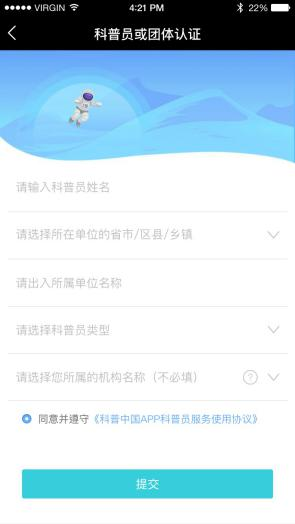 VIRGIN 4:21 PM 22%
科普员或团体认证
请输入科普员姓名
请选择所在单位的省市/区县/乡镇
请出入所属单位名称
请选择科普员类型
请选择您所属的机构名称（不必填） ?
同意并遵守《科普中国APP科普员服务使用协议》
提交